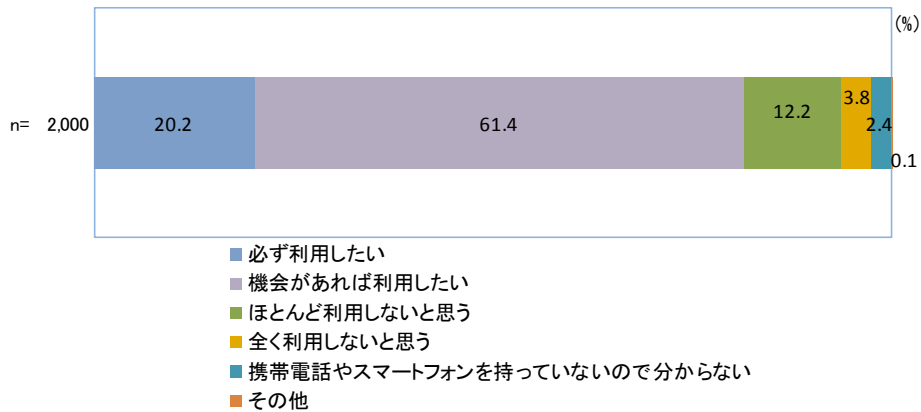 (%)
n= 2,000 20.2 61.4 12.2 3.8 2.4 0.1
必ず利用したい
機会があれば利用したい
ほとんど利用しないと思う
全く利用しないと思う
携帯電話やスマートフォンを持っていないので分からない
その他